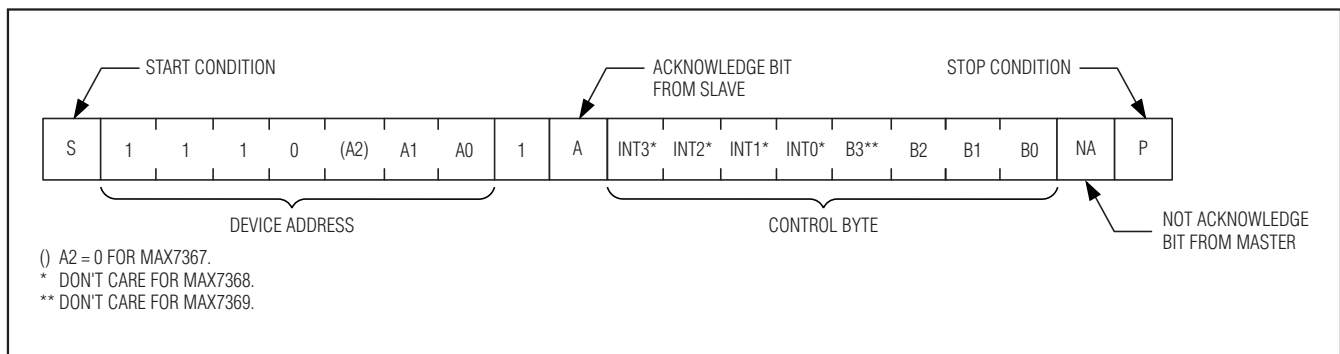 START CONDITION
ACKNOWLEDGE BIT
FROM SLAVE
STOP CONDITION
S 1 1 1 0 (A2) A1 A0 1 A INT3* INT2* INT1* INT0* B3** B2 B1 B0 NA P
DEVICE ADDRESS
CONTROL BYTE
NOT ACKNOWLEDGE
BIT FROM MASTER
() A2 = 0 FOR MAX7367.
* DON'T CARE FOR MAX7368.
** DON'T CARE FOR MAX7369.